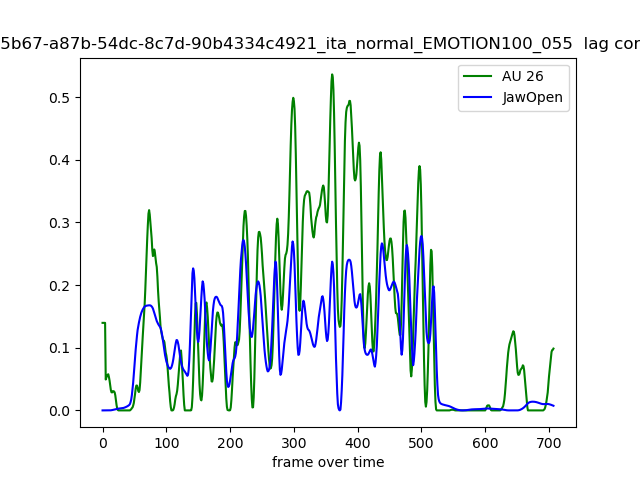 5b67-a87b-54dc-8c7d-90b4334c4921_ita_normal_EMOTION100_055 lag cor
AU 26
JawOpen
0.5
0.4
0.3
0.2
0.1
0.0
0 100 200 300 400 500 600 700
frame over time